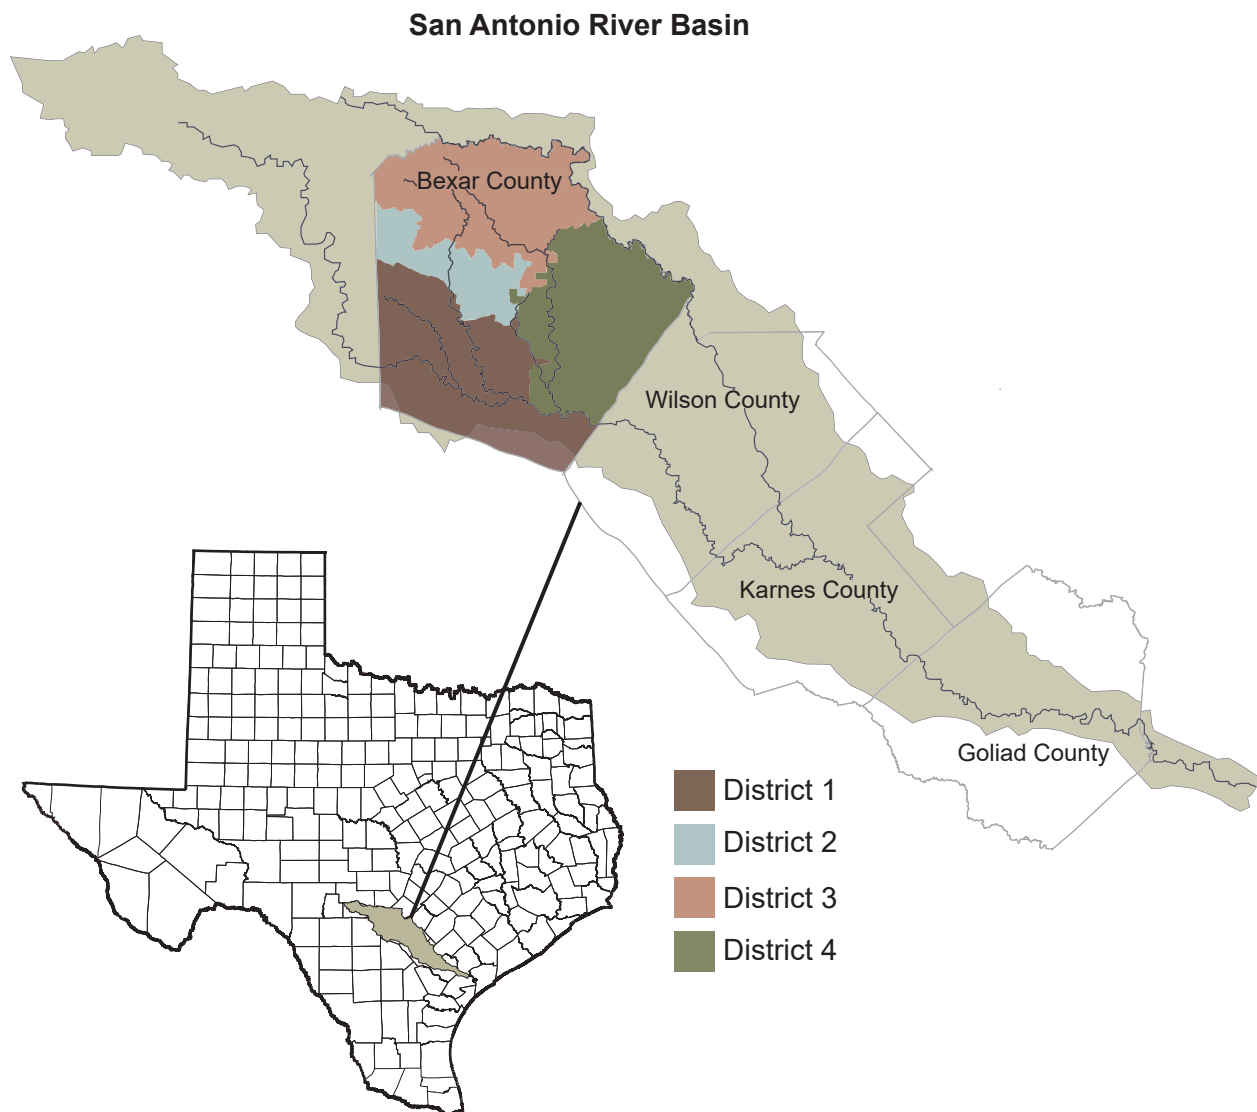 San Antonio River Basin
Bexar County
Wilson County
Karnes County
Goliad County
District 1
District 2
District 3
District 4